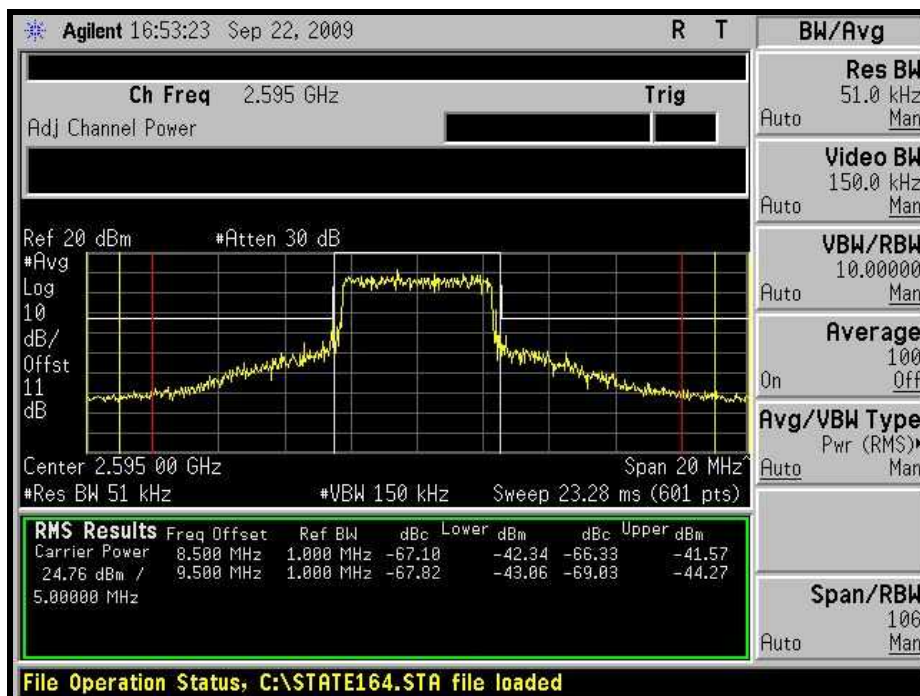 Agilent 16:53:23 Sep 22, 2009 R T
Ch Freq 2.595 GHz Trig
Adj Channel Power
Ref 20 dBm #Atten 30 dB
#Avg
Log
10
dB/
Offst
11
dB
Center 2.595 00 GHz Span 20 MHz^
#Res BW 51 kHz #VBW 150 kHz Sweep 23.28 ms (601 pts)
RMS Results Freq Offset Ref BW dBc Lower dBm dBc Upper dBm
Carrier Power 8.500 MHz 1.000 MHz -67.10 -42.34 -66.33 -41.57
24.76 dBm / 9.500 MHz 1.000 MHz -67.82 -43.06 -69.03 -44.27
5.00000 MHz
File Operation Status, C:\STATE164.STA file loaded
BW/Avg
Res BW
51.0 kHz
Auto Man
Video BW
150.0 kHz
Auto Man
VBW/RBW
10.00000
Auto Man
Average
100
On Off
Avg/VBW Type
Pwr (RMS)▸
Auto Man
Span/RBW
106
Auto Man